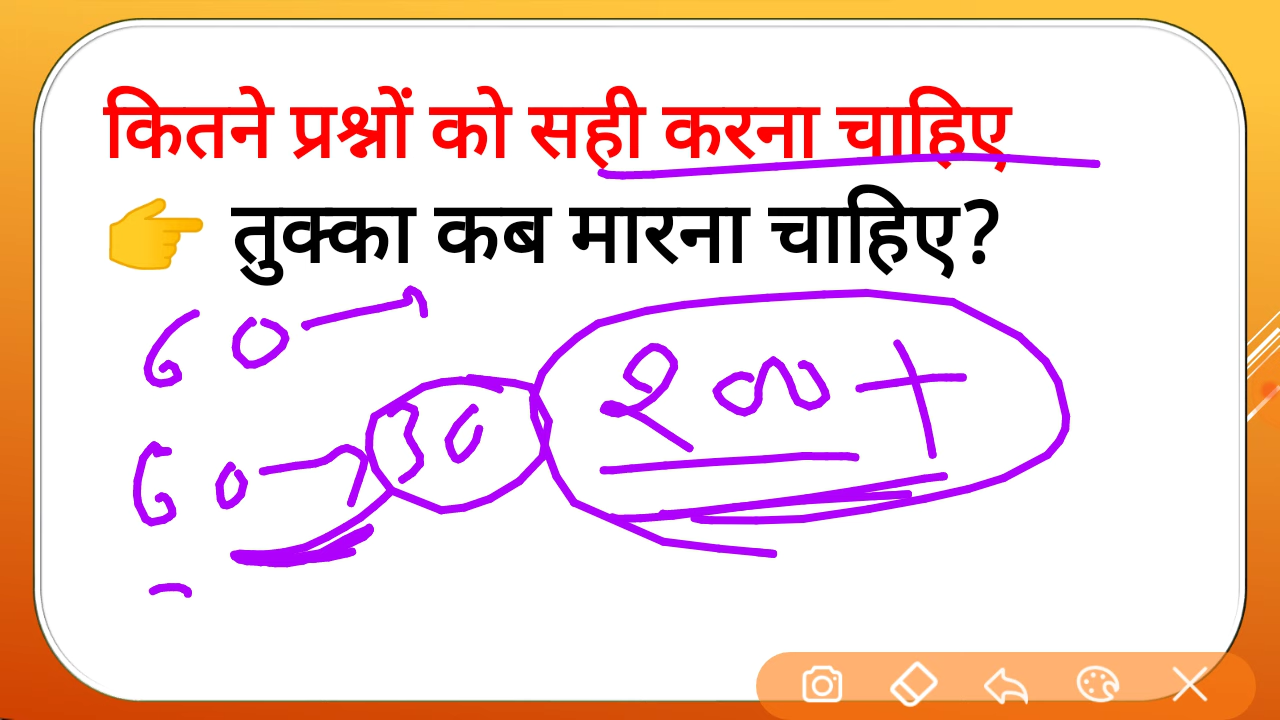 कितने प्रश्नों को सही करना चाहिए
👉 तुक्का कब मारना चाहिए?
60
200+
60 30